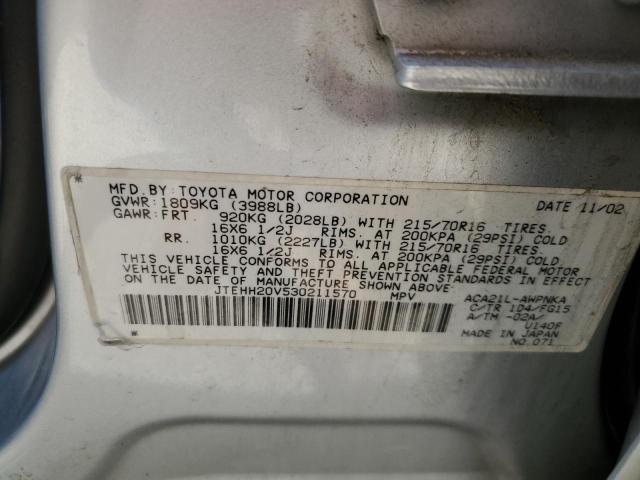 MFD. BY: TOYOTA MOTOR CORPORATION DATE 11/02
GVWR: 1809KG (3988LB)
GAWR: FRT. 920KG (2028LB) WITH 215/70R16 TIRES.
16X6 1/2J RIMS. AT 200KPA (29PSI) COLD
RR. 1010KG (2227LB) WITH 215/70R16 TIRES.
16X6 1/2J RIMS. AT 200KPA (29PSI) COLD
THIS VEHICLE CONFORMS TO ALL APPLICABLE FEDERAL MOTOR
VEHICLE SAFETY AND THEFT PREVENTION STANDARDS IN EFFECT
ON THE DATE OF MANUFACTURE SHOWN ABOVE.
JTEHH20V530211570 MPV
ACA21L-AWPNKA
C/TR 1D4/FG15
A/TM -02A/
U140F
MADE IN JAPAN
NO.071